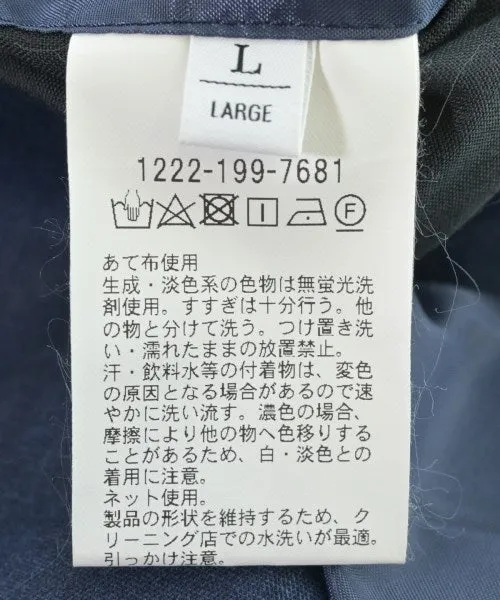 L
LARGE
1222-199-7681
F
あて布使用
生成・淡色系の色物は無蛍光洗
剤使用。すすぎは十分行う。他
の物と分けて洗う。つけ置き洗
い・濡れたままの放置禁止。
汗・飲料水等の付着物は、変色
の原因となる場合があるので速
やかに洗い流す。濃色の場合、
摩擦により他の物へ色移りする
ことがあるため、白・淡色との
着用に注意。
ネット使用。
製品の形状を維持するため、ク
リーニング店での水洗いが最適。
引っかけ注意。